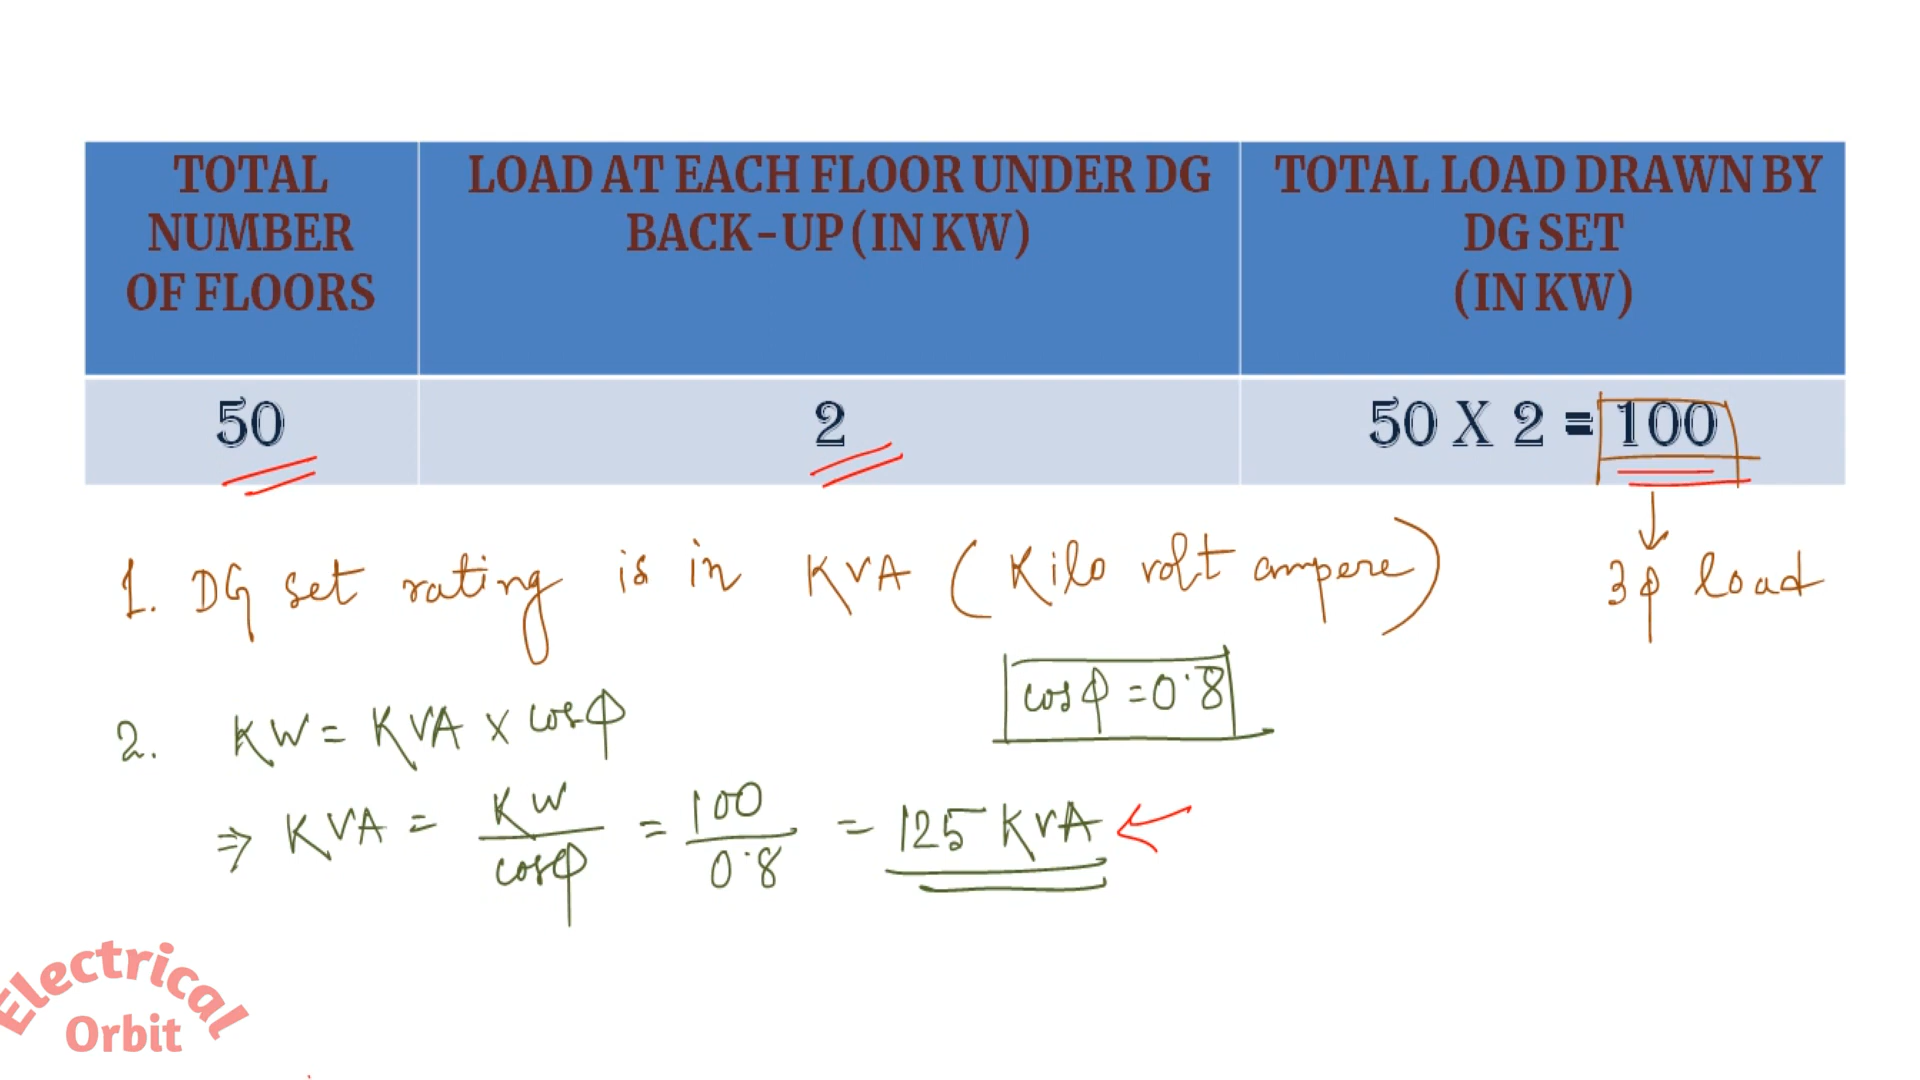 TOTAL
NUMBER
OF FLOORS
LOAD AT EACH FLOOR UNDER DG
BACK-UP (IN KW)
TOTAL LOAD DRAWN BY
DG SET
(IN KW)
50
2
50 X 2 = 100
1. DG set rating is in KVA (Kilo volt ampere)
3φ load
cosφ = 0.8
2. KW = KVA x cosφ
⇒ KVA = KW/cosφ = 100/0.8 = 125 KVA
Electrical
Orbit